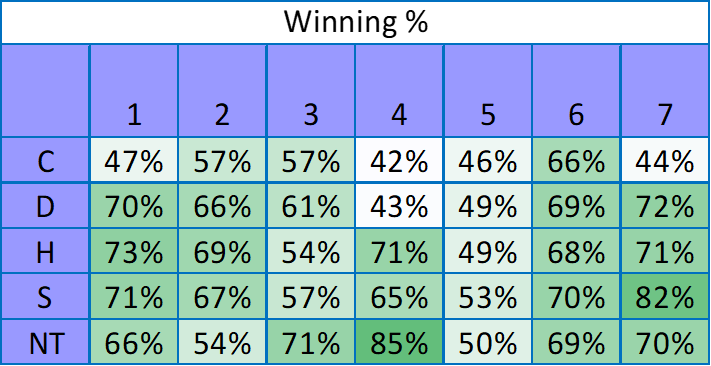 Winning %
1 2 3 4 5 6 7
C 47% 57% 57% 42% 46% 66% 44%
D 70% 66% 61% 43% 49% 69% 72%
H 73% 69% 54% 71% 49% 68% 71%
S 71% 67% 57% 65% 53% 70% 82%
NT 66% 54% 71% 85% 50% 69% 70%